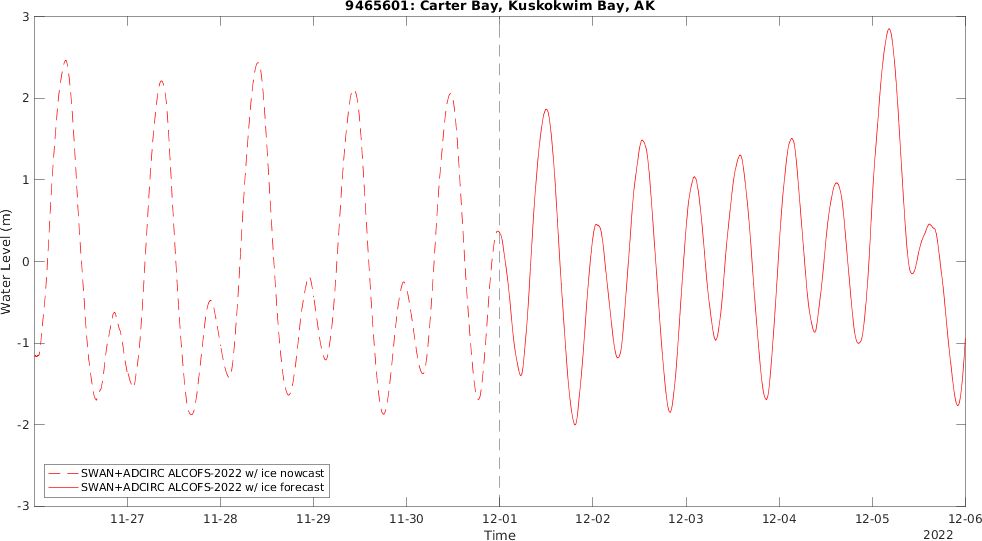 9465601: Carter Bay, Kuskokwim Bay, AK
3
2
1
0
-1
-2
-3
Water Level (m)
SWAN+ADCIRC ALCOFS-2022 w/ ice nowcast
SWAN+ADCIRC ALCOFS-2022 w/ ice forecast
11-27 11-28 11-29 11-30 12-01 12-02 12-03 12-04 12-05 12-06
Time
2022